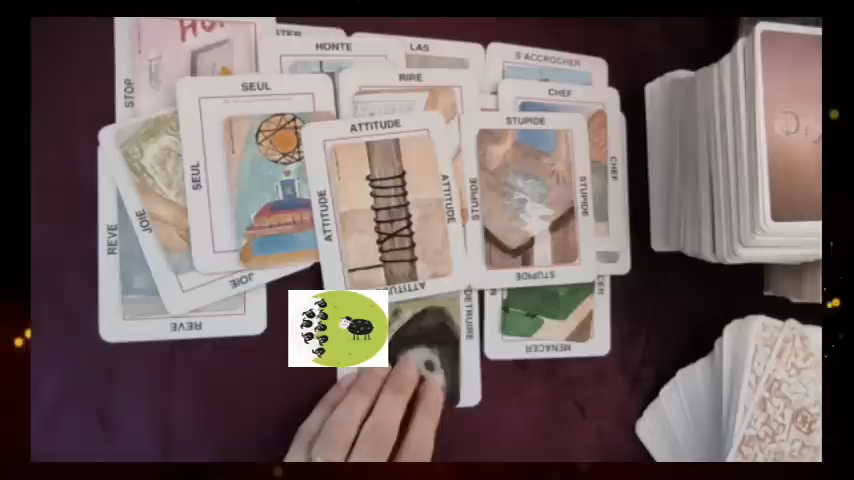 HONTE
LAS
S'ACCROCHER
STOP
SEUL
SEUL
RIRE
CHEF
CHEF
ATTITUDE
ATTITUDE
ATTITUDE
STUPIDE
STUPIDE
STUPIDE
STUPIDE
REVE
JOIE
JOIE
REVE
DETRUIRE
MENACER